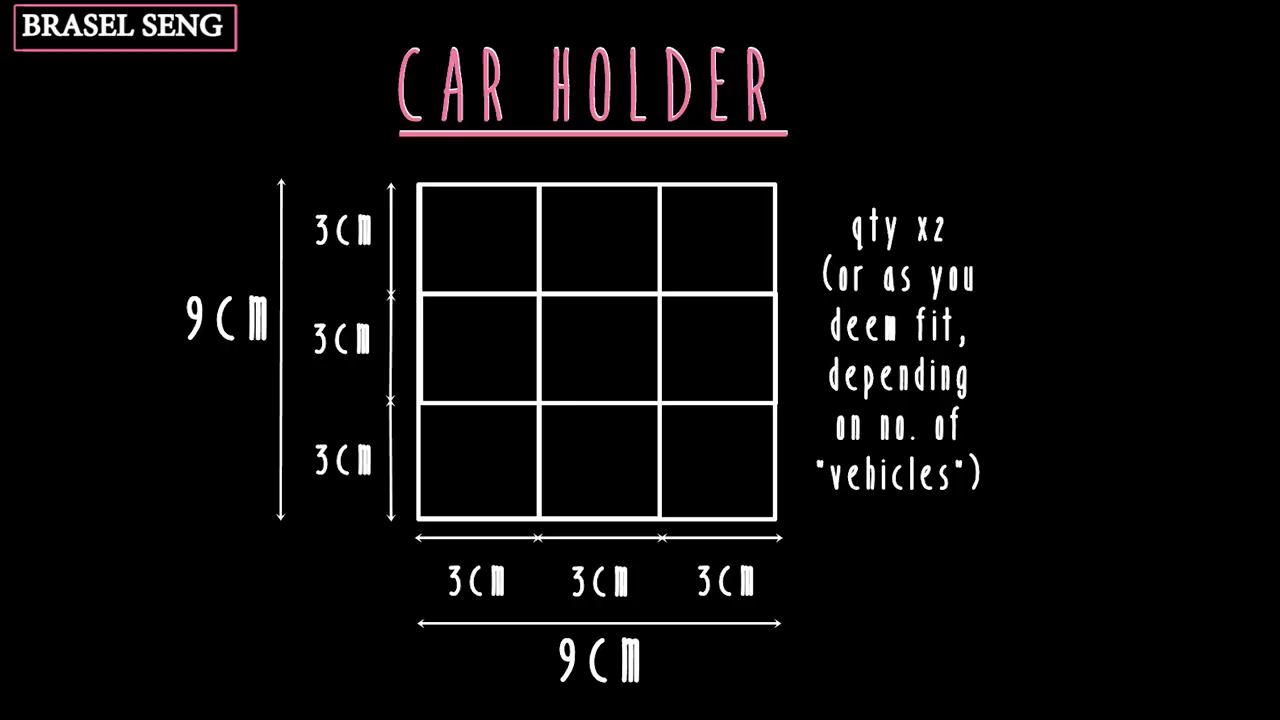 BRASEL SENG
CAR HOLDER
3CM
9CM
3CM
3CM
qty x2
(or as you
deem fit,
depending
on no. of
"vehicles")
3CM 3CM 3CM
9CM